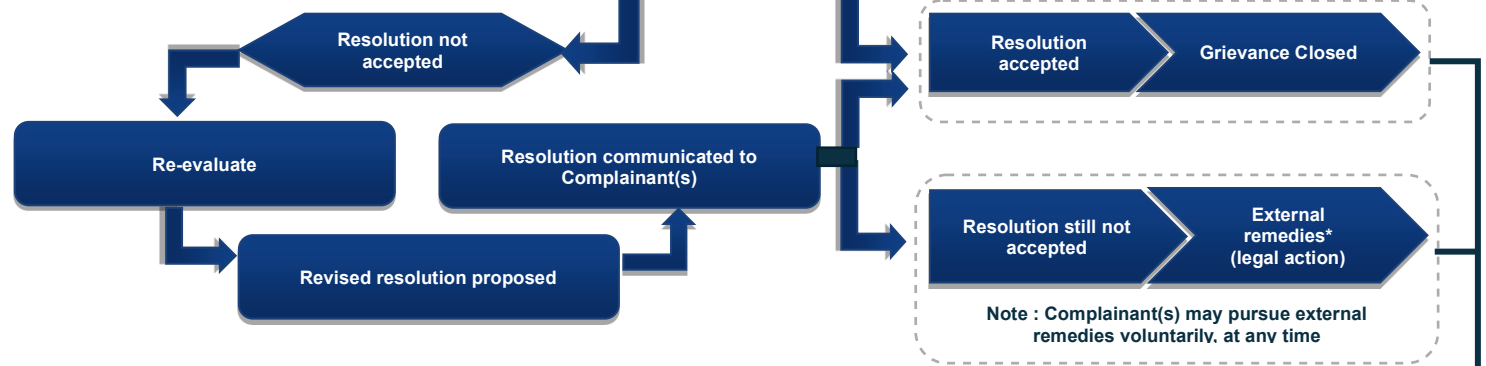 Resolution not
accepted
Resolution
accepted
Grievance Closed
Re-evaluate
Resolution communicated to
Complainant(s)
Revised resolution proposed
Resolution still not
accepted
External
remedies*
(legal action)
Note : Complainant(s) may pursue external
remedies voluntarily, at any time